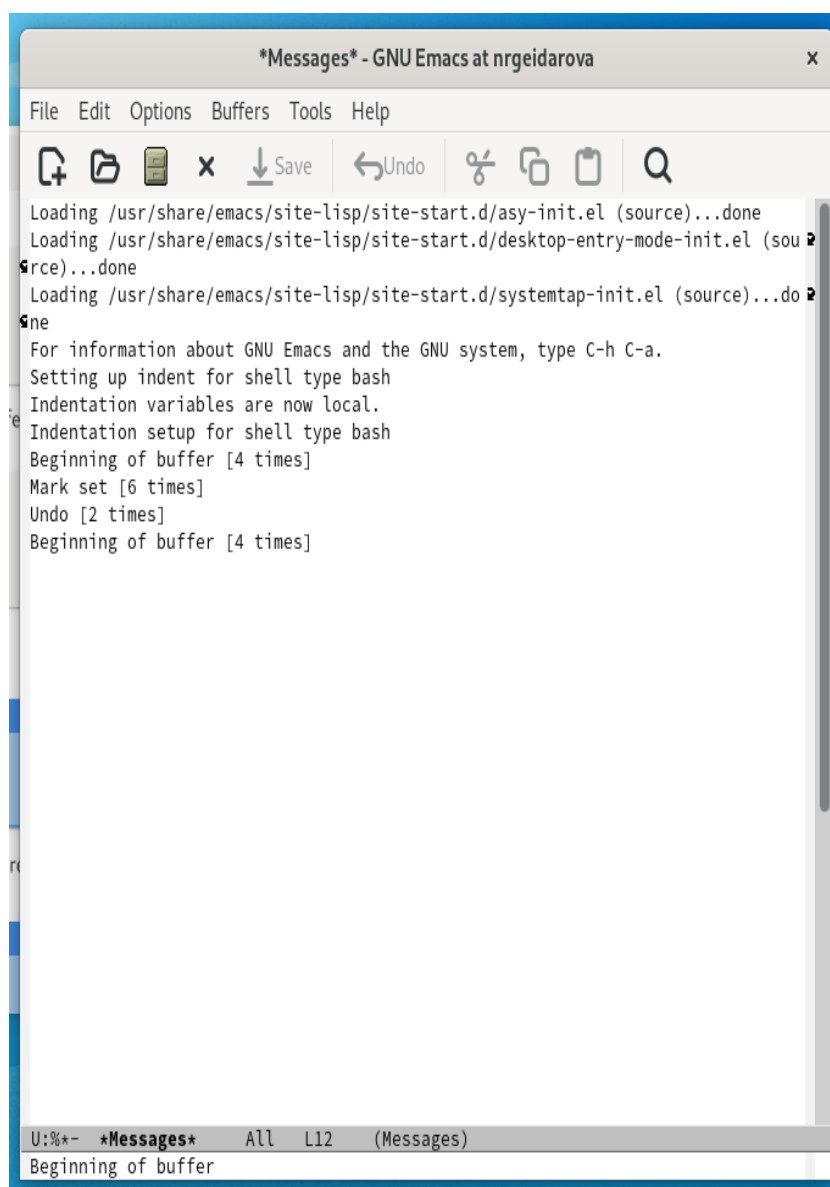 *Messages* - GNU Emacs at nrgeidarova
File Edit Options Buffers Tools Help
Save Undo
Loading /usr/share/emacs/site-lisp/site-start.d/asy-init.el (source)...done
Loading /usr/share/emacs/site-lisp/site-start.d/desktop-entry-mode-init.el (sou
rce)...done
Loading /usr/share/emacs/site-lisp/site-start.d/systemtap-init.el (source)...do
ne
For information about GNU Emacs and the GNU system, type C-h C-a.
Setting up indent for shell type bash
Indentation variables are now local.
Indentation setup for shell type bash
Beginning of buffer [4 times]
Mark set [6 times]
Undo [2 times]
Beginning of buffer [4 times]
U:%*- *Messages* All L12 (Messages)
Beginning of buffer